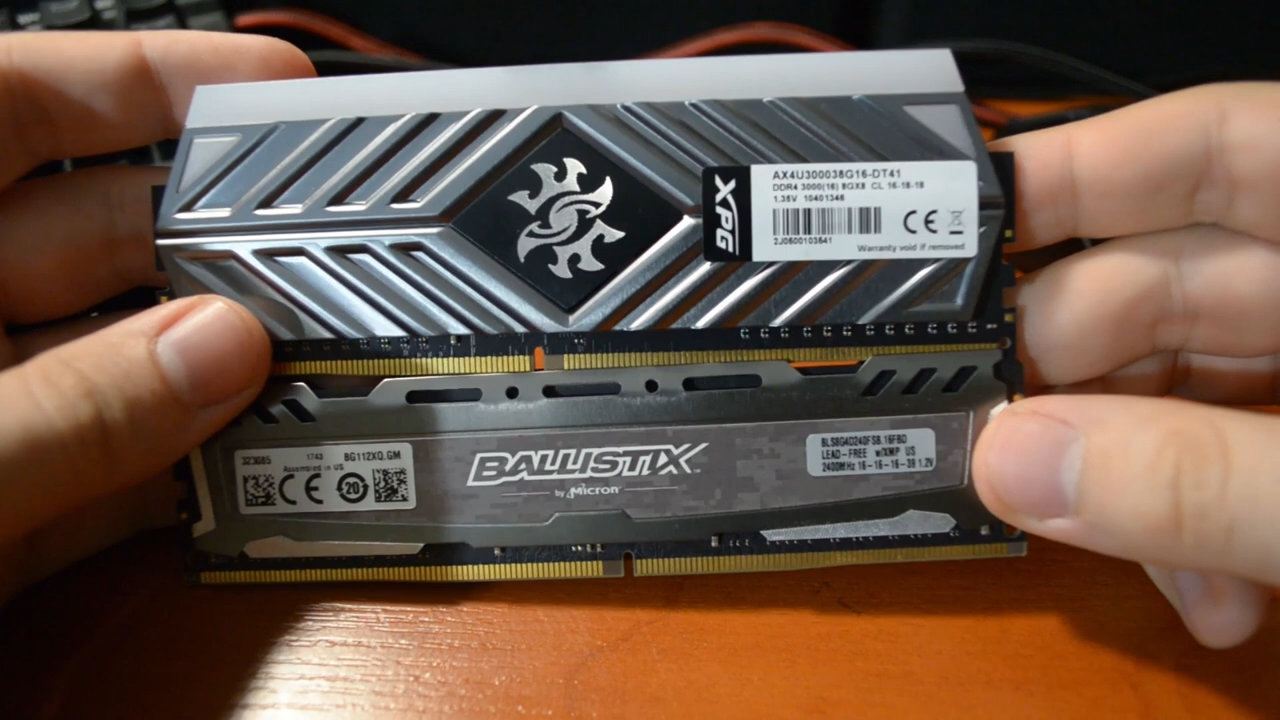 XPG
AX4U300038G16-DT41
DDR4 3000(16) 8GX8 CL 16-18-18
1.35V 10401346
2J0500103541
CE
Warranty void if removed
323085 1743 BG112XQ.GM
Assembled in US
CE 20
BALLISTIX
by Micron
BLS8G4D240FSB.16FBD
LEAD-FREE w/XMP US
2400MHz 16-16-16-38 1.2V